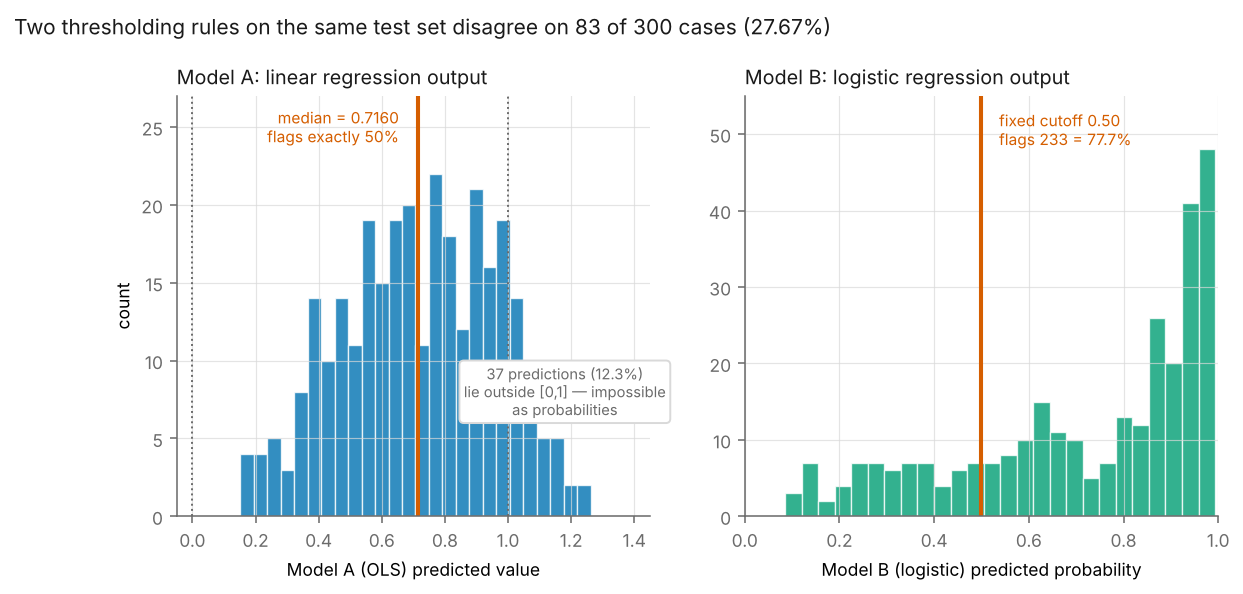 Two thresholding rules on the same test set disagree on 83 of 300 cases (27.67%)
Model A: linear regression output
median = 0.7160
flags exactly 50%
37 predictions (12.3%)
lie outside [0,1] — impossible
as probabilities
count
25
20
15
10
5
0
0.0 0.2 0.4 0.6 0.8 1.0 1.2 1.4
Model A (OLS) predicted value
Model B: logistic regression output
fixed cutoff 0.50
flags 233 = 77.7%
50
40
30
20
10
0
0.0 0.2 0.4 0.6 0.8 1.0
Model B (logistic) predicted probability